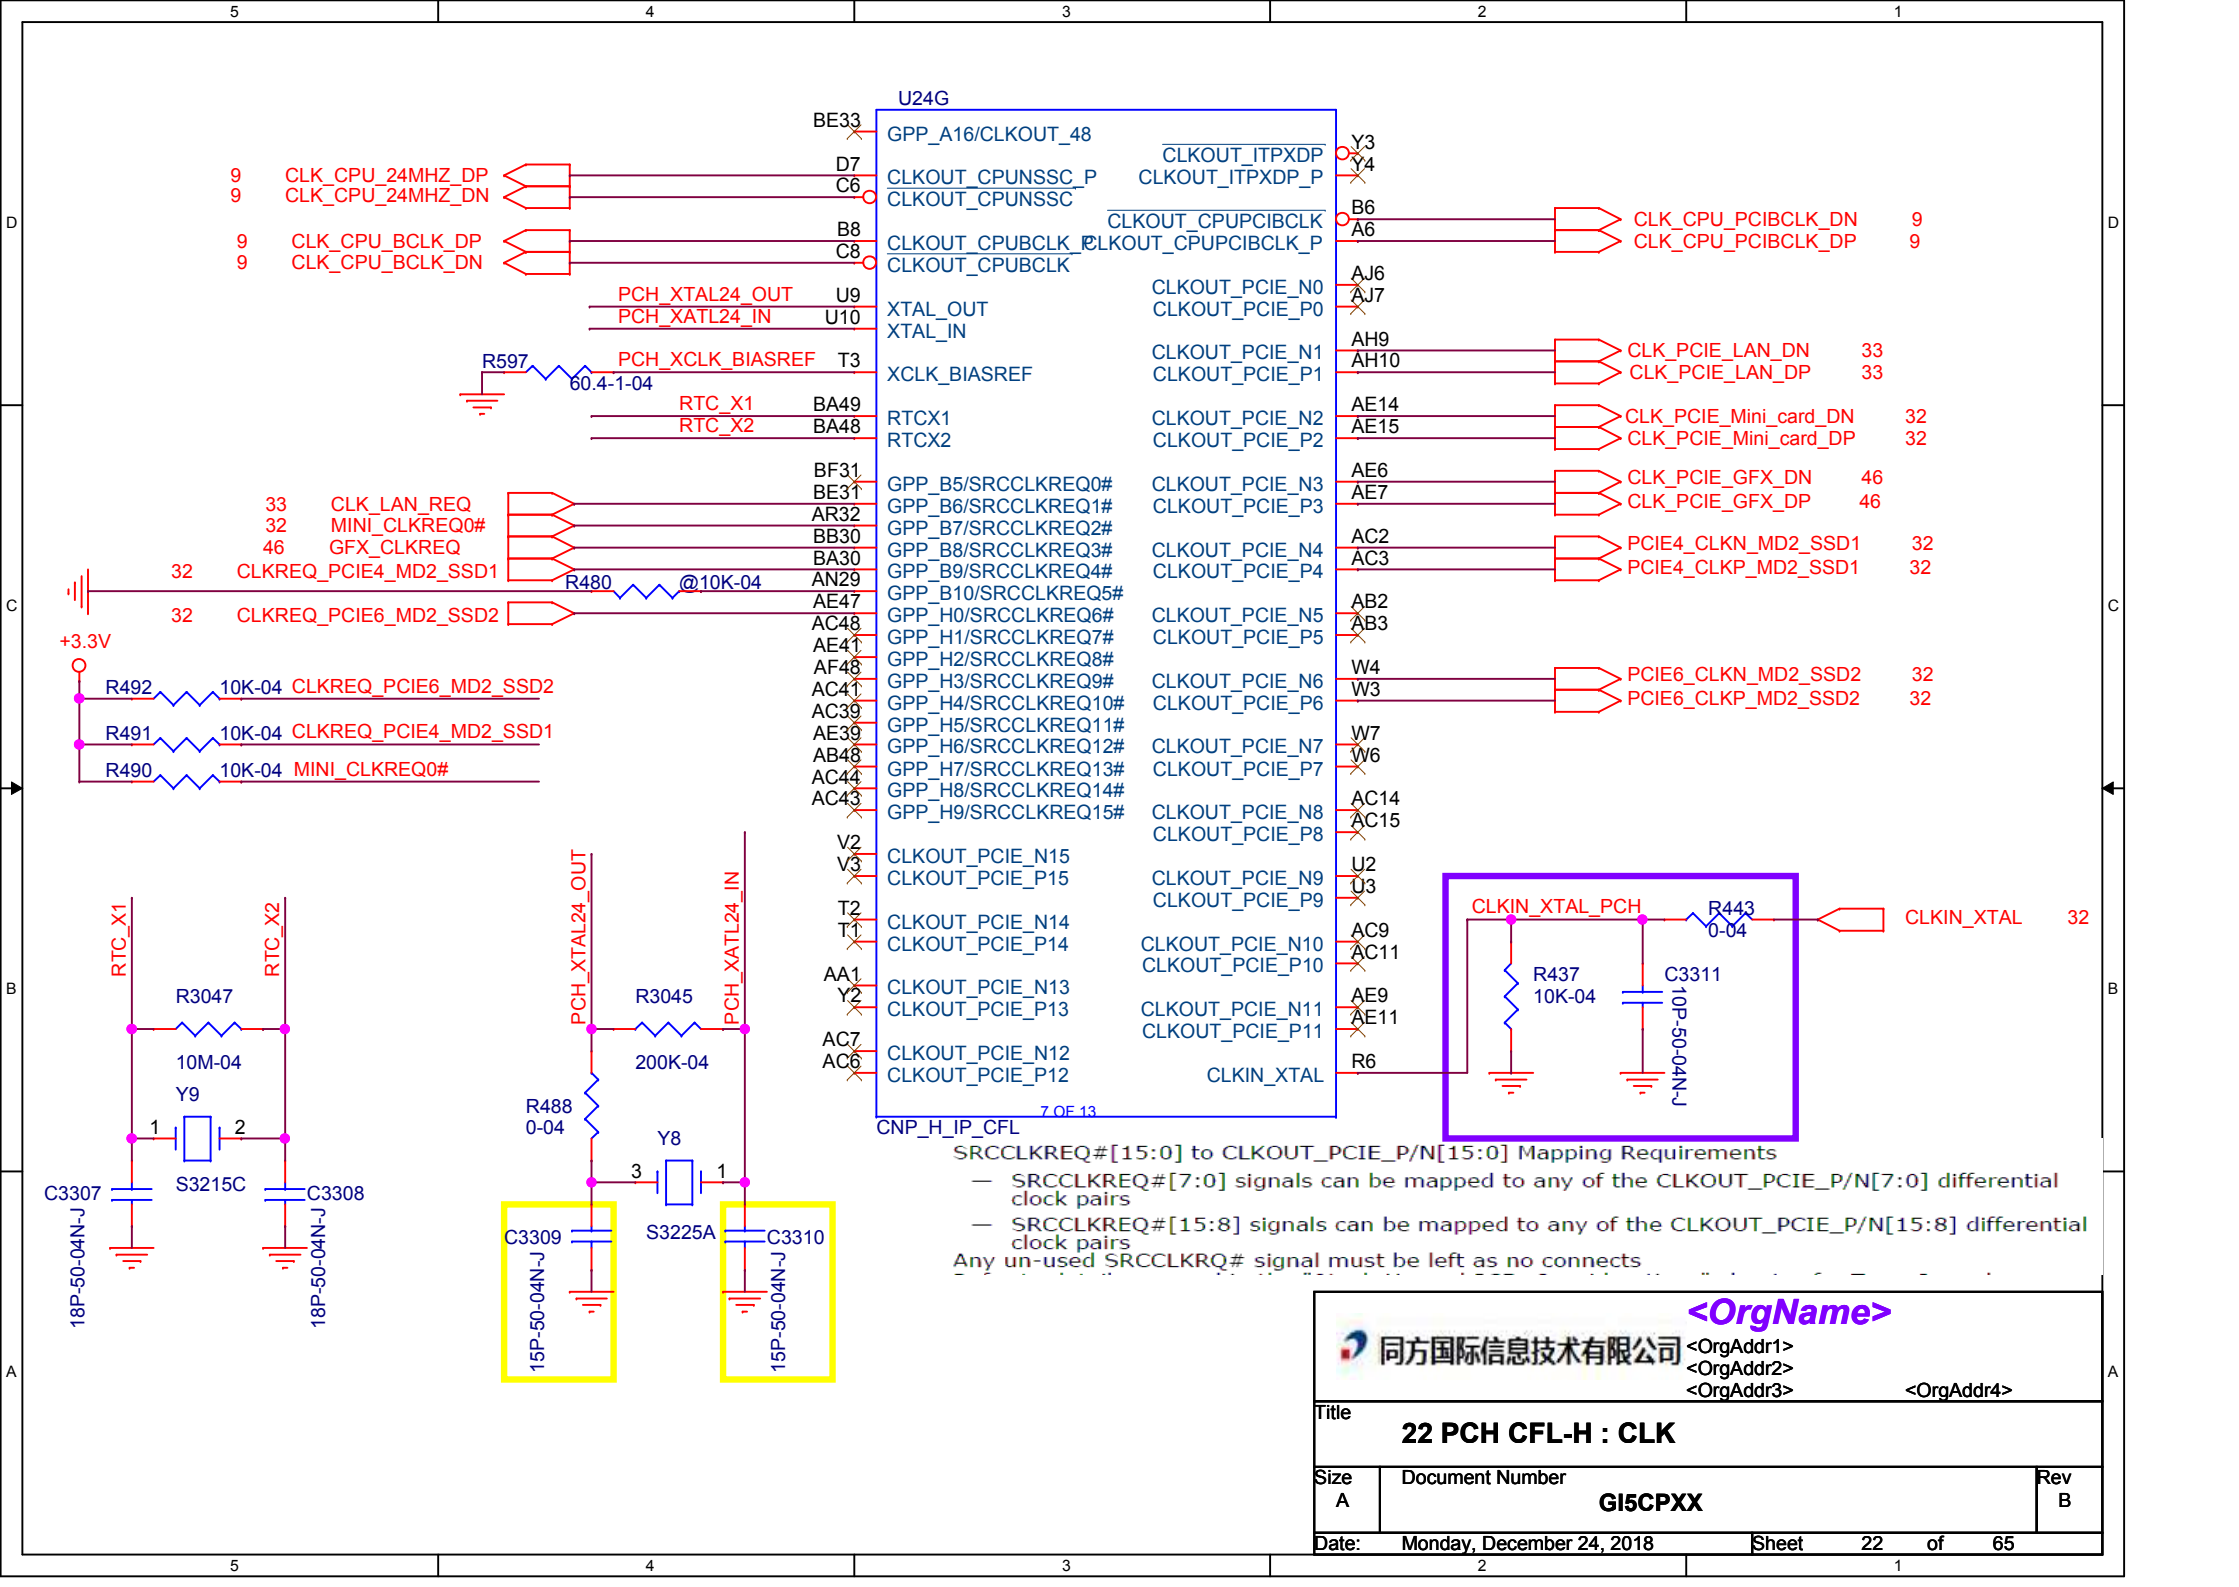 5 4 3 2 1
D
C
B
A
U24G
BE33 GPP_A16/CLKOUT_48
9 CLK_CPU_24MHZ_DP D7 CLKOUT_CPUNSSC_P
9 CLK_CPU_24MHZ_DN C6 CLKOUT_CPUNSSC
9 CLK_CPU_BCLK_DP B8 CLKOUT_CPUBCLK_P
9 CLK_CPU_BCLK_DN C8 CLKOUT_CPUBCLK
PCH_XTAL24_OUT U9 XTAL_OUT
PCH_XATL24_IN U10 XTAL_IN
R597 60.4-1-04 PCH_XCLK_BIASREF T3 XCLK_BIASREF
RTC_X1 BA49 RTCX1
RTC_X2 BA48 RTCX2
BF31 GPP_B5/SRCCLKREQ0#
33 CLK_LAN_REQ BE31 GPP_B6/SRCCLKREQ1#
32 MINI_CLKREQ0# AR32 GPP_B7/SRCCLKREQ2#
46 GFX_CLKREQ BB30 GPP_B8/SRCCLKREQ3#
32 CLKREQ_PCIE4_MD2_SSD1 BA30 GPP_B9/SRCCLKREQ4#
R480 @10K-04 AN29 GPP_B10/SRCCLKREQ5#
32 CLKREQ_PCIE6_MD2_SSD2 AE47 GPP_H0/SRCCLKREQ6#
AC48 GPP_H1/SRCCLKREQ7#
AE41 GPP_H2/SRCCLKREQ8#
AF48 GPP_H3/SRCCLKREQ9#
AC41 GPP_H4/SRCCLKREQ10#
AC39 GPP_H5/SRCCLKREQ11#
AE39 GPP_H6/SRCCLKREQ12#
AB48 GPP_H7/SRCCLKREQ13#
AC44 GPP_H8/SRCCLKREQ14#
AC43 GPP_H9/SRCCLKREQ15#
V2 CLKOUT_PCIE_N15
V3 CLKOUT_PCIE_P15
T2 CLKOUT_PCIE_N14
T1 CLKOUT_PCIE_P14
AA1 CLKOUT_PCIE_N13
Y2 CLKOUT_PCIE_P13
AC7 CLKOUT_PCIE_N12
AC6 CLKOUT_PCIE_P12
CLKOUT_ITPXDP Y3
CLKOUT_ITPXDP_P Y4
CLKOUT_CPUPCIBCLK B6 CLK_CPU_PCIBCLK_DN 9
CLKOUT_CPUPCIBCLK_P A6 CLK_CPU_PCIBCLK_DP 9
CLKOUT_PCIE_N0 AJ6
CLKOUT_PCIE_P0 AJ7
CLKOUT_PCIE_N1 AH9 CLK_PCIE_LAN_DN 33
CLKOUT_PCIE_P1 AH10 CLK_PCIE_LAN_DP 33
CLKOUT_PCIE_N2 AE14 CLK_PCIE_Mini_card_DN 32
CLKOUT_PCIE_P2 AE15 CLK_PCIE_Mini_card_DP 32
CLKOUT_PCIE_N3 AE6 CLK_PCIE_GFX_DN 46
CLKOUT_PCIE_P3 AE7 CLK_PCIE_GFX_DP 46
CLKOUT_PCIE_N4 AC2 PCIE4_CLKN_MD2_SSD1 32
CLKOUT_PCIE_P4 AC3 PCIE4_CLKP_MD2_SSD1 32
CLKOUT_PCIE_N5 AB2
CLKOUT_PCIE_P5 AB3
CLKOUT_PCIE_N6 W4 PCIE6_CLKN_MD2_SSD2 32
CLKOUT_PCIE_P6 W3 PCIE6_CLKP_MD2_SSD2 32
CLKOUT_PCIE_N7 W7
CLKOUT_PCIE_P7 W6
CLKOUT_PCIE_N8 AC14
CLKOUT_PCIE_P8 AC15
CLKOUT_PCIE_N9 U2
CLKOUT_PCIE_P9 U3
CLKOUT_PCIE_N10 AC9
CLKOUT_PCIE_P10 AC11
CLKOUT_PCIE_N11 AE9
CLKOUT_PCIE_P11 AE11
CLKIN_XTAL R6
7 OF 13
CNP_H_IP_CFL
+3.3V
R492 10K-04 CLKREQ_PCIE6_MD2_SSD2
R491 10K-04 CLKREQ_PCIE4_MD2_SSD1
R490 10K-04 MINI_CLKREQ0#
RTC_X1 RTC_X2
R3047
10M-04
Y9
1 2
S3215C
C3307 C3308
18P-50-04N-J 18P-50-04N-J
PCH_XTAL24_OUT PCH_XATL24_IN
R3045
200K-04
R488
0-04
Y8
3 1
S3225A
C3309 C3310
15P-50-04N-J 15P-50-04N-J
CLKIN_XTAL_PCH R443 0-04 CLKIN_XTAL 32
R437
10K-04
C3311
10P-50-04N-J
SRCCLKREQ#[15:0] to CLKOUT_PCIE_P/N[15:0] Mapping Requirements
— SRCCLKREQ#[7:0] signals can be mapped to any of the CLKOUT_PCIE_P/N[7:0] differential
clock pairs
— SRCCLKREQ#[15:8] signals can be mapped to any of the CLKOUT_PCIE_P/N[15:8] differential
clock pairs
Any un-used SRCCLKRQ# signal must be left as no connects
同方国际信息技术有限公司
<OrgName>
<OrgAddr1>
<OrgAddr2>
<OrgAddr3> <OrgAddr4>
Title
22 PCH CFL-H : CLK
Size Document Number Rev
A GI5CPXX B
Date: Monday, December 24, 2018 Sheet 22 of 65
5 4 3 2 1
D
C
B
A